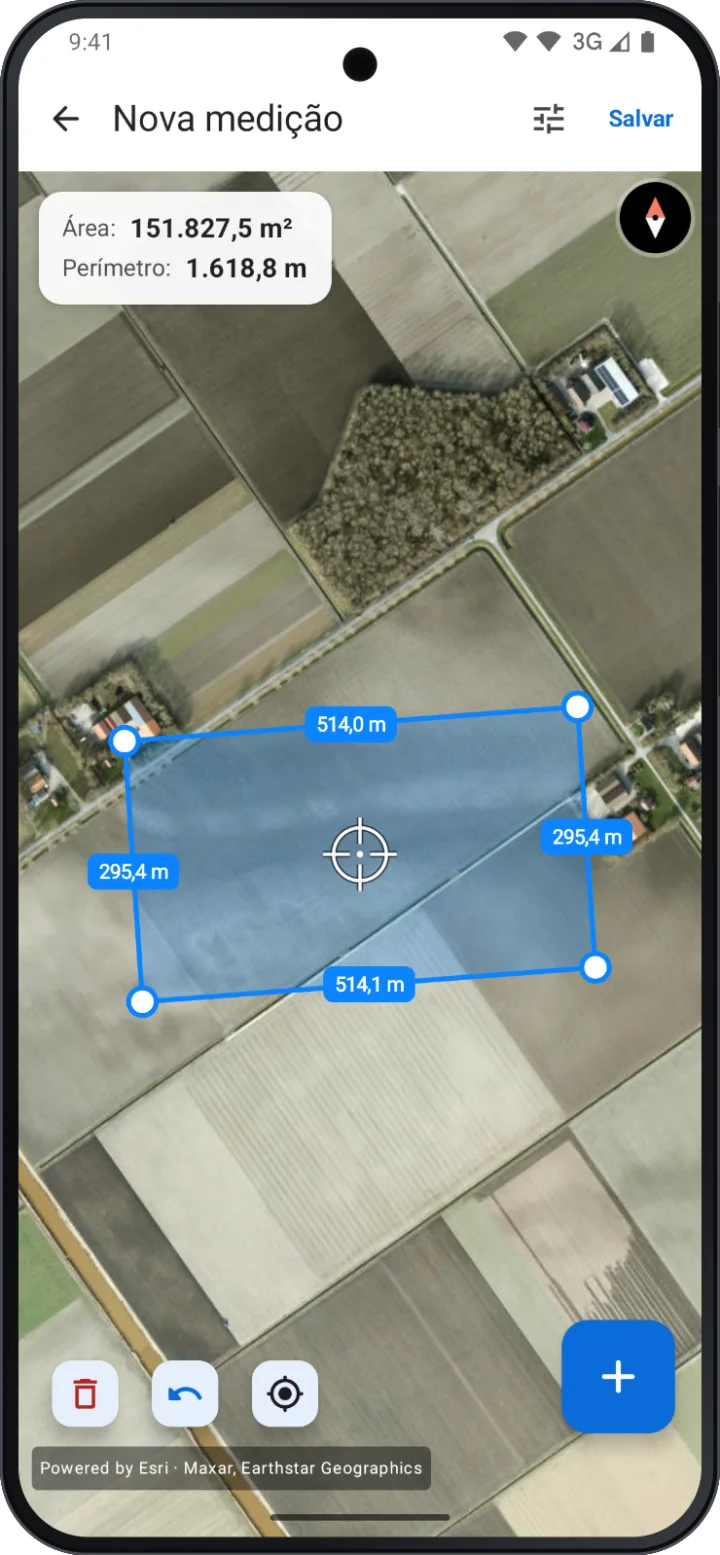 9:41
3G
Nova medição
Salvar
Área: 151.827,5 m²
Perímetro: 1.618,8 m
514,0 m
295,4 m
295,4 m
514,1 m
Powered by Esri · Maxar, Earthstar Geographics